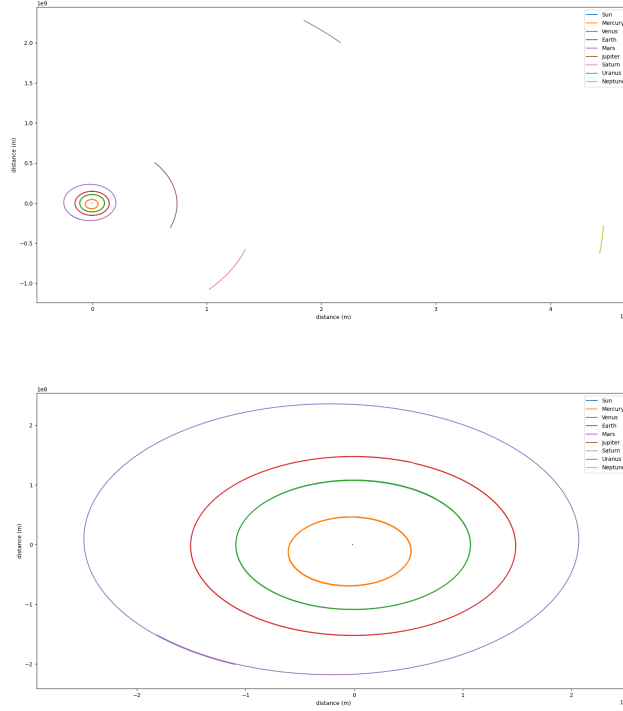 1e9
2.0
1.5
1.0
0.5
0.0
−0.5
−1.0
distance (m)
0
1
2
3
4
distance (m)
Sun
Mercury
Venus
Earth
Mars
Jupiter
Saturn
Uranus
Neptune
1e8
2
1
0
−1
−2
distance (m)
−2
−1
0
1
2
distance (m)
Sun
Mercury
Venus
Earth
Mars
Jupiter
Saturn
Uranus
Neptune